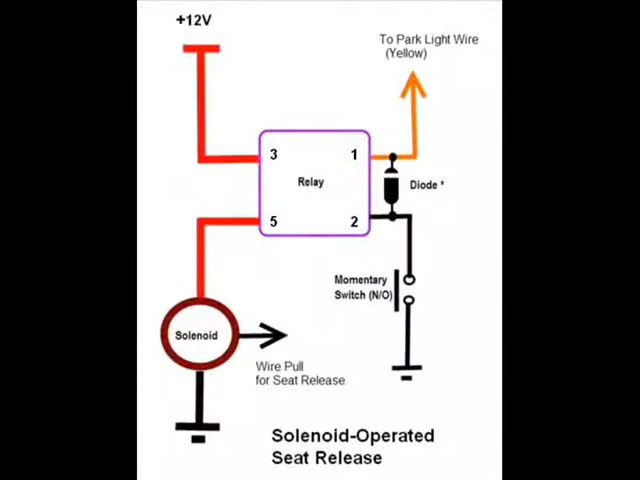 +12V
To Park Light Wire
(Yellow)
3
1
Relay
Diode *
5
2
Momentary
Switch (N/O)
Solenoid
Wire Pull
for Seat Release
Solenoid-Operated
Seat Release